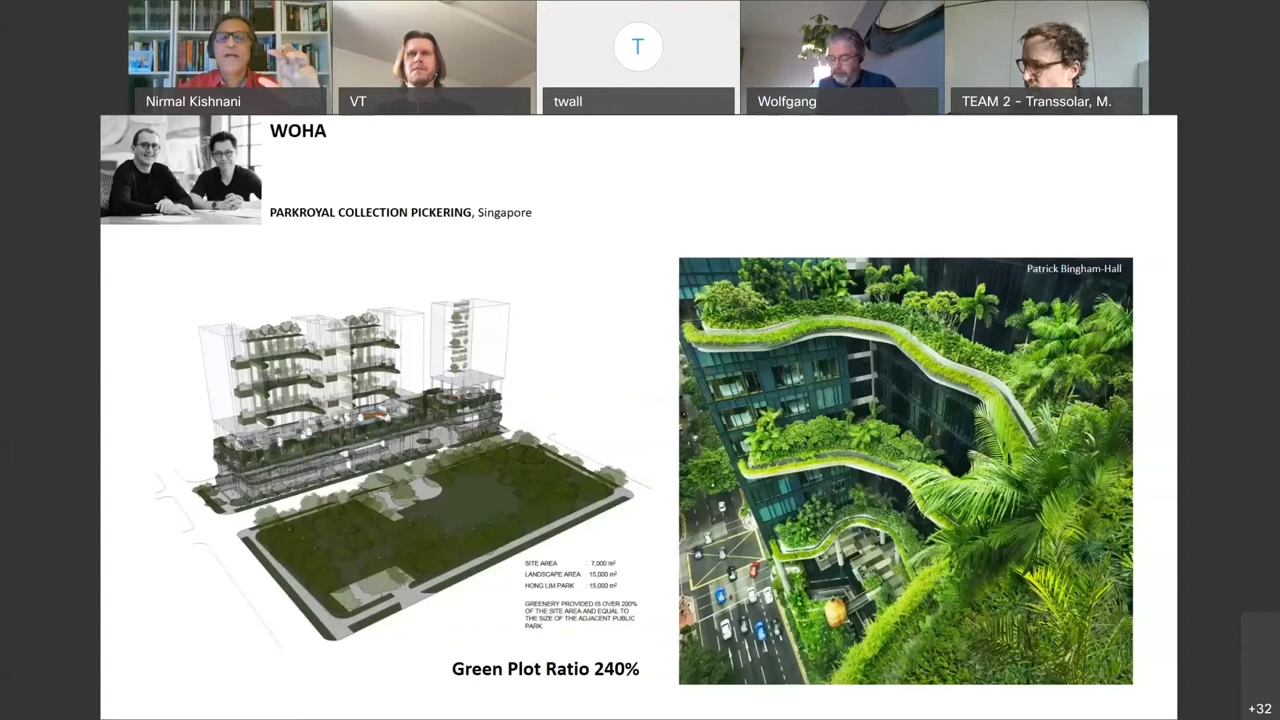 Nirmal Kishnani
VT
T
twall
Wolfgang
TEAM 2 - Transsolar, M.
WOHA
PARKROYAL COLLECTION PICKERING, Singapore
Patrick Bingham-Hall
SITE AREA : 7,000 m²
LANDSCAPE AREA : 15,000 m²
HONG LIM PARK : 15,000 m²
GREENERY PROVIDED IS OVER 200%
OF THE SITE AREA AND EQUAL TO
THE SIZE OF THE ADJACENT PUBLIC
PARK.
Green Plot Ratio 240%
+32